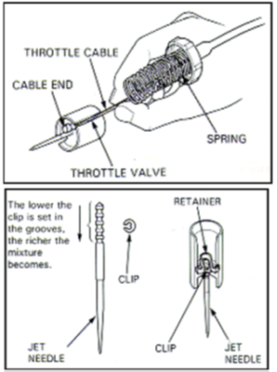 THROTTLE CABLE
CABLE END
SPRING
THROTTLE VALVE
The lower the
clip is set in
the grooves,
the richer the
mixture
becomes.
CLIP
JET
NEEDLE
RETAINER
CLIP
JET
NEEDLE